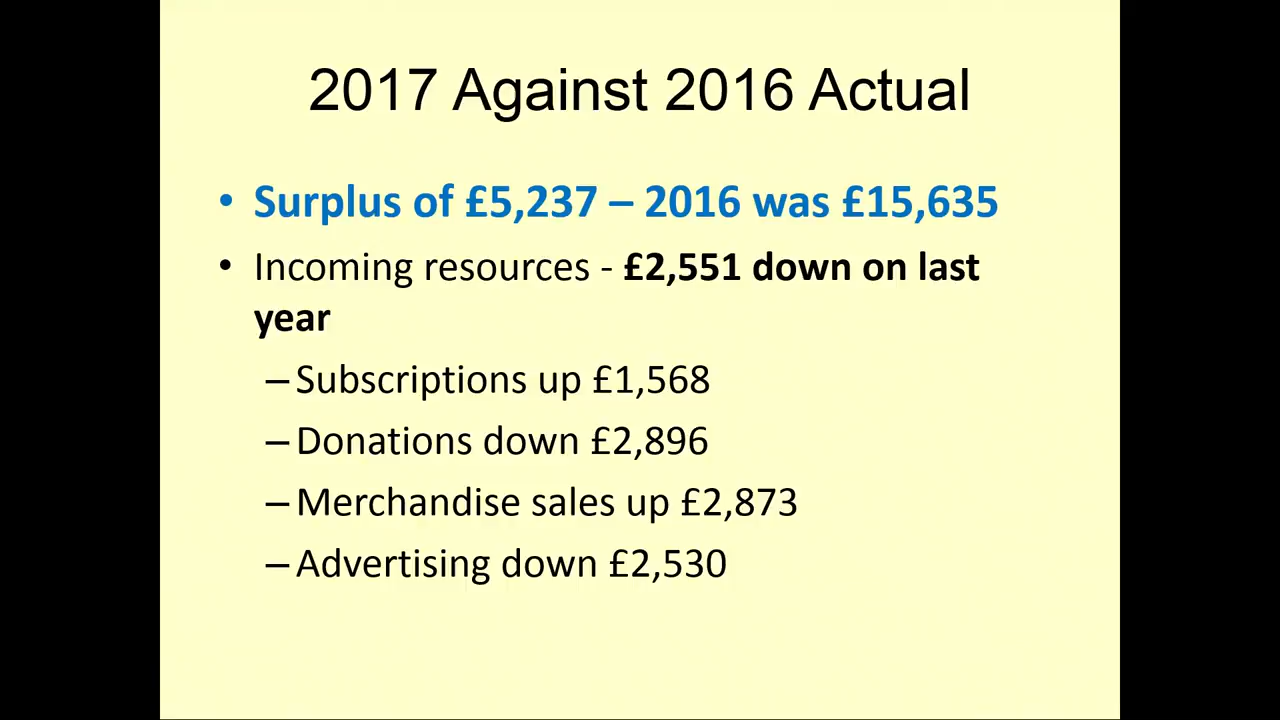 2017 Against 2016 Actual
• Surplus of £5,237 – 2016 was £15,635
• Incoming resources - £2,551 down on last
year
– Subscriptions up £1,568
– Donations down £2,896
– Merchandise sales up £2,873
– Advertising down £2,530